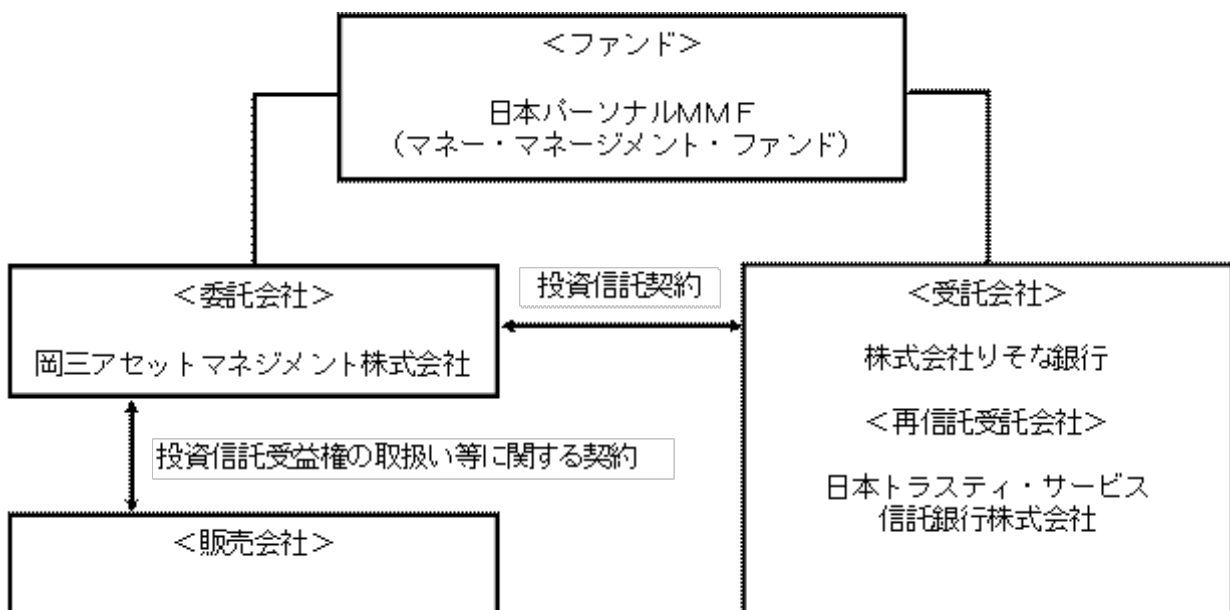 ＜ファンド＞
日本パーソナルＭＭＦ
（マネー・マネージメント・ファンド）
＜委託会社＞
岡三アセットマネジメント株式会社
投資信託契約
＜受託会社＞
株式会社りそな銀行
＜再信託受託会社＞
日本トラスティ・サービス
信託銀行株式会社
投資信託受益権の取扱い等に関する契約
＜販売会社＞